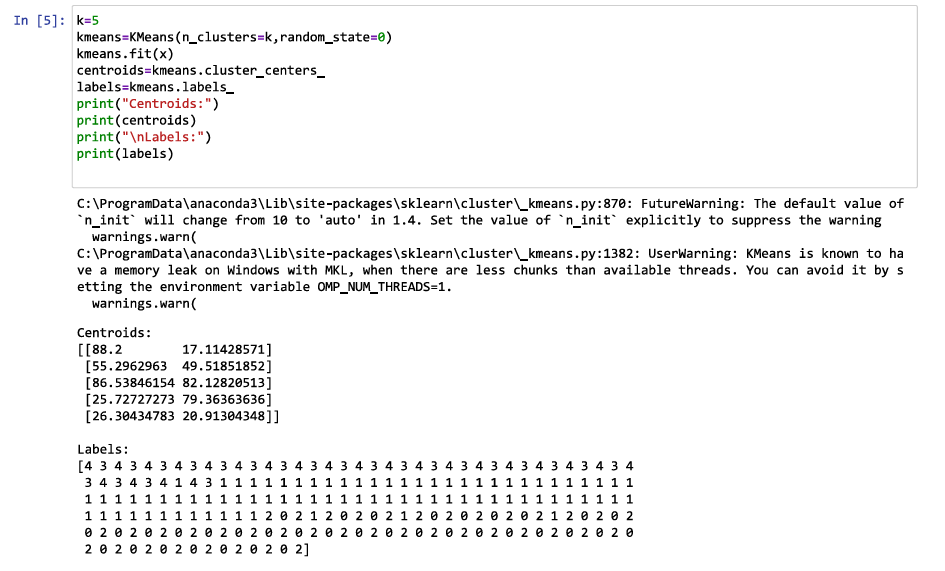 In [5]: k=5
kmeans=KMeans(n_clusters=k,random_state=0)
kmeans.fit(x)
centroids=kmeans.cluster_centers_
labels=kmeans.labels_
print("Centroids:")
print(centroids)
print("\nLabels:")
print(labels)
C:\ProgramData\anaconda3\Lib\site-packages\sklearn\cluster\_kmeans.py:870: FutureWarning: The default value of
`n_init` will change from 10 to 'auto' in 1.4. Set the value of `n_init` explicitly to suppress the warning
warnings.warn(
C:\ProgramData\anaconda3\Lib\site-packages\sklearn\cluster\_kmeans.py:1382: UserWarning: KMeans is known to ha
ve a memory leak on Windows with MKL, when there are less chunks than available threads. You can avoid it by s
etting the environment variable OMP_NUM_THREADS=1.
warnings.warn(
Centroids:
[[88.2 17.11428571]
[55.2962963 49.51851852]
[86.53846154 82.12820513]
[25.72727273 79.36363636]
[26.30434783 20.91304348]]
Labels:
[4 3 4 3 4 3 4 3 4 3 4 3 4 3 4 3 4 3 4 3 4 3 4 3 4 3 4 3 4 3 4 3 4 3 4 3 4
3 4 3 4 3 4 1 4 3 1 1 1 1 1 1 1 1 1 1 1 1 1 1 1 1 1 1 1 1 1 1 1 1 1 1 1 1
1 1 1 1 1 1 1 1 1 1 1 1 1 1 1 1 1 1 1 1 1 1 1 1 1 1 1 1 1 1 1 1 1 1 1 1 1
1 1 1 1 1 1 1 1 1 1 1 1 2 0 2 1 2 0 2 0 2 1 2 0 2 0 2 0 2 0 2 1 2 0 2 0 2
0 2 0 2 0 2 0 2 0 2 0 2 0 2 0 2 0 2 0 2 0 2 0 2 0 2 0 2 0 2 0 2 0 2 0 2 0
2 0 2 0 2 0 2 0 2 0 2 0 2 0 2]